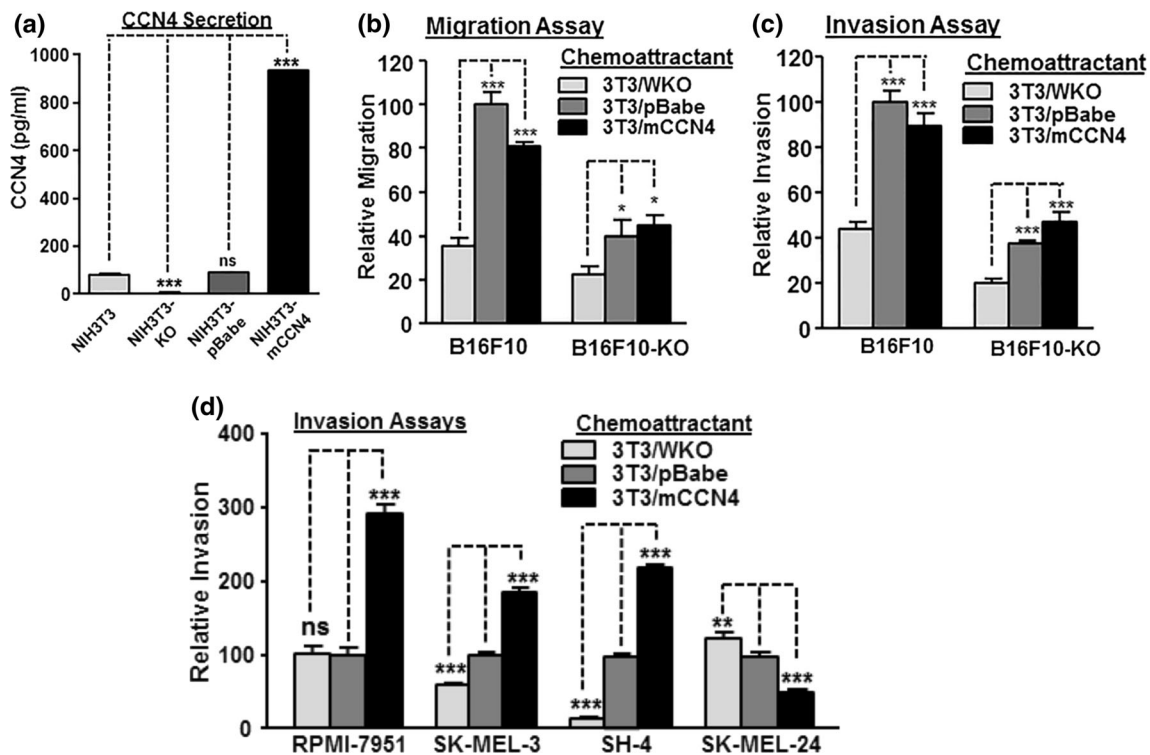 (a)
CCN4 Secretion
CCN4 (pg/ml)
1000
800
600
400
200
0
***
ns
***
NIH3T3
NIH3T3-
KO
NIH3T3-
pBabe
NIH3T3-
mCCN4
(b)
Migration Assay
Chemoattractant
3T3/WKO
3T3/pBabe
3T3/mCCN4
Relative Migration
120
100
80
60
40
20
0
***
***
*
*
B16F10
B16F10-KO
(c)
Invasion Assay
Chemoattractant
3T3/WKO
3T3/pBabe
3T3/mCCN4
Relative Invasion
120
100
80
60
40
20
0
***
***
***
***
B16F10
B16F10-KO
(d)
Invasion Assays
Chemoattractant
3T3/WKO
3T3/pBabe
3T3/mCCN4
Relative Invasion
400
300
200
100
0
ns
***
***
***
***
***
**
***
RPMI-7951
SK-MEL-3
SH-4
SK-MEL-24